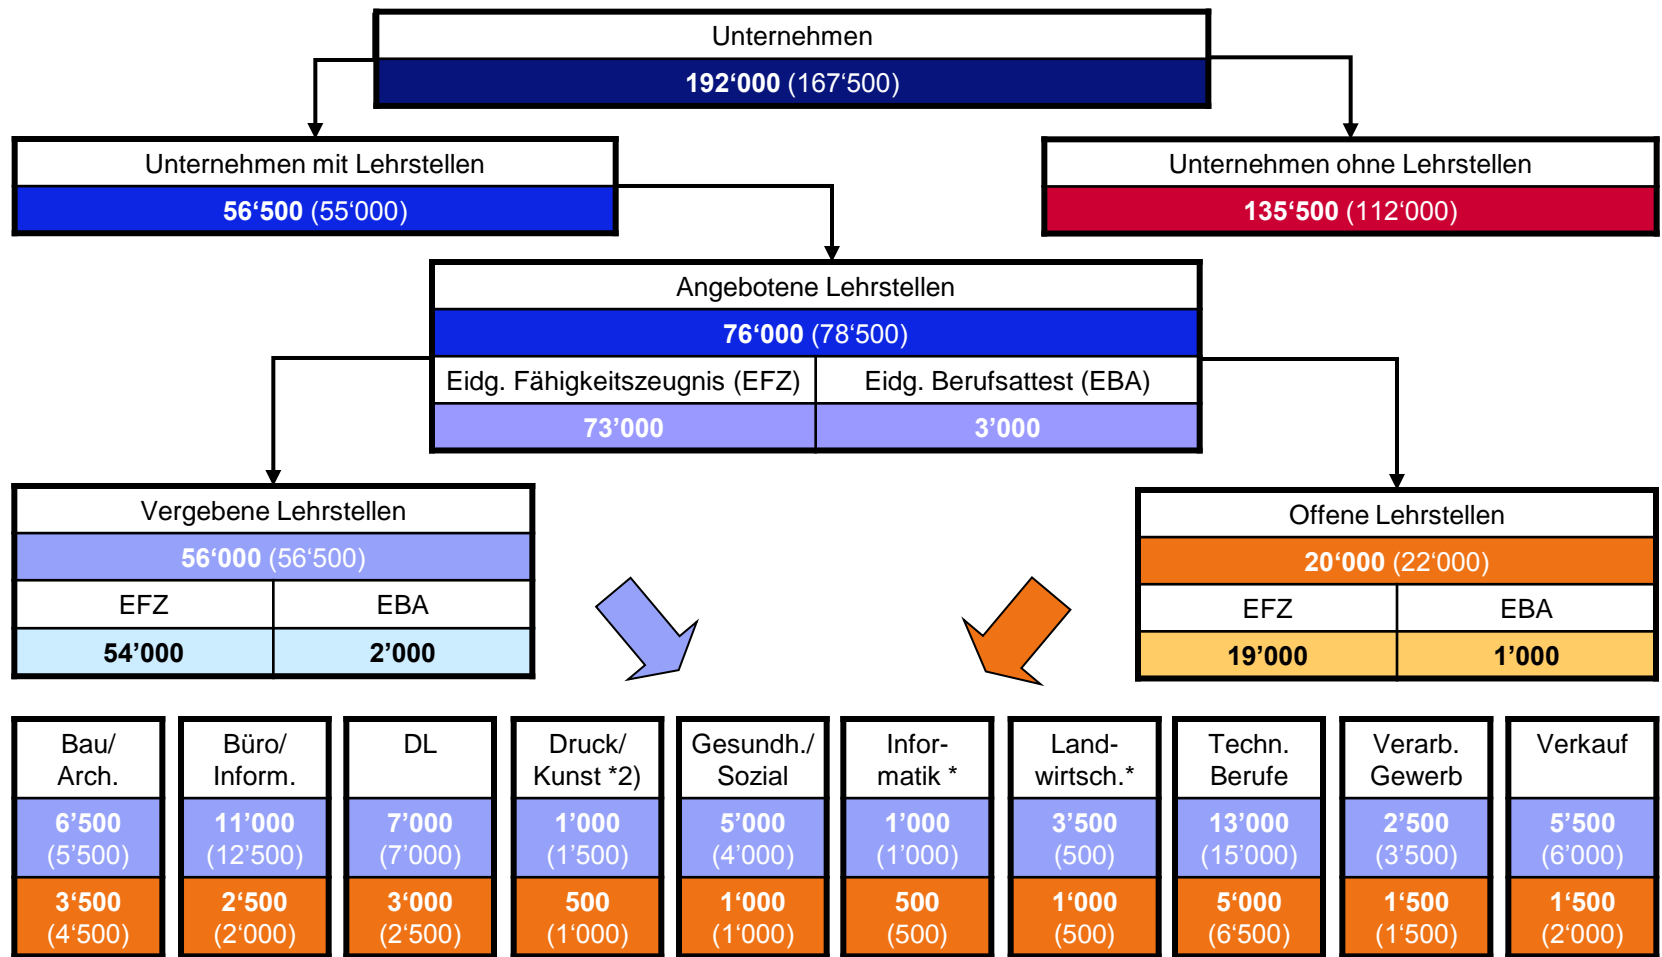 Unternehmen
192‘000 (167‘500)
Unternehmen mit Lehrstellen
56‘500 (55‘000)
Unternehmen ohne Lehrstellen
135‘500 (112‘000)
Angebotene Lehrstellen
76‘000 (78‘500)
Eidg. Fähigkeitszeugnis (EFZ)
Eidg. Berufsattest (EBA)
73’000
3’000
Vergebene Lehrstellen
56‘000 (56‘500)
EFZ
EBA
54’000
2’000
Offene Lehrstellen
20‘000 (22‘000)
EFZ
EBA
19’000
1’000
Bau/
Arch.
6’500
(5’500)
3‘500
(4‘500)
Büro/
Inform.
11’000
(12’500)
2‘500
(2‘000)
DL
7’000
(7’000)
3‘000
(2‘500)
Druck/
Kunst *2)
1’000
(1’500)
500
(1‘000)
Gesundh./
Sozial
5’000
(4’000)
1‘000
(1‘000)
Infor-
matik *
1’000
(1’000)
500
(500)
Land-
wirtsch.*
3’500
(500)
1‘000
(500)
Techn.
Berufe
13’000
(15’000)
5‘000
(6‘500)
Verarb.
Gewerb
2’500
(3’500)
1‘500
(1‘500)
Verkauf
5’500
(6’000)
1‘500
(2‘000)